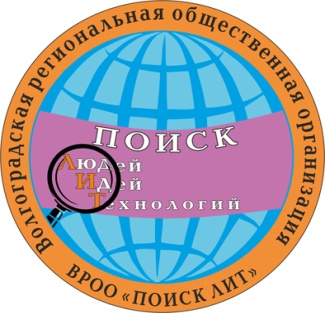 Волгоградская региональная общественная организация
ПОИСК
Людей
Идей
Технологий
ВРОО «ПОИСК ЛИТ»